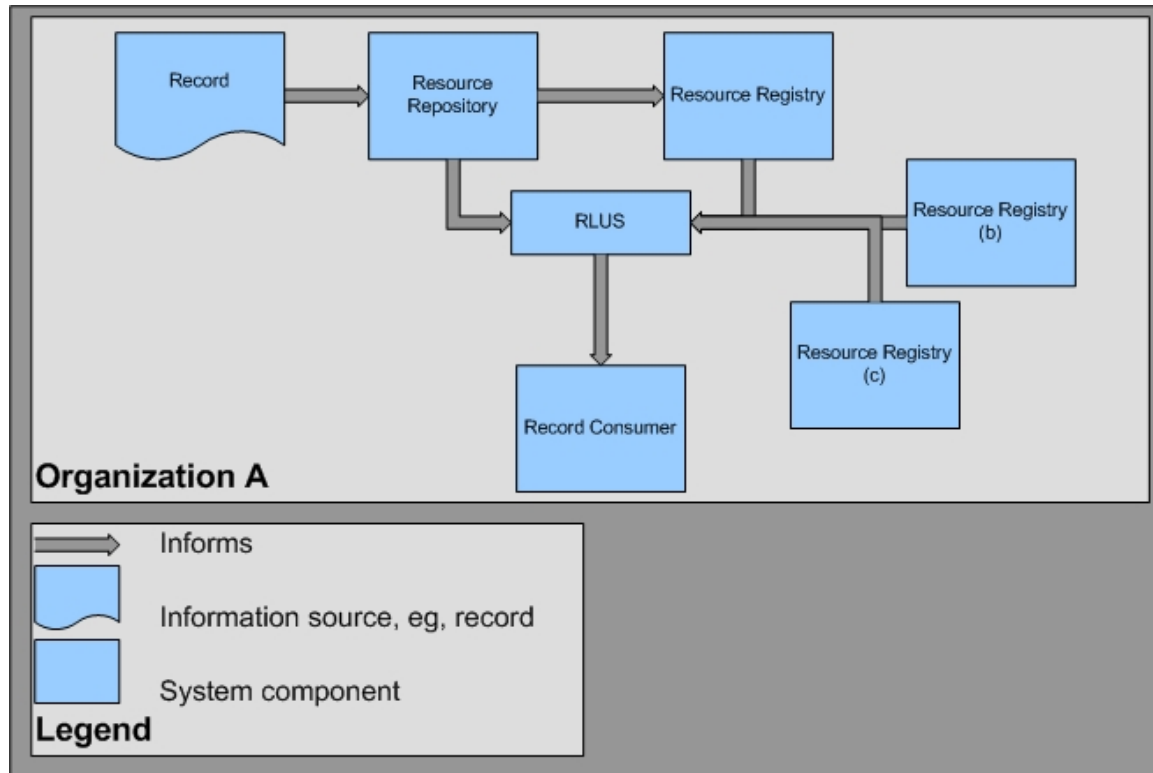 Record
Resource
Repository
Resource Registry
RLUS
Resource Registry
(b)
Resource Registry
(c)
Record Consumer
Organization A
Informs
Information source, eg, record
System component
Legend